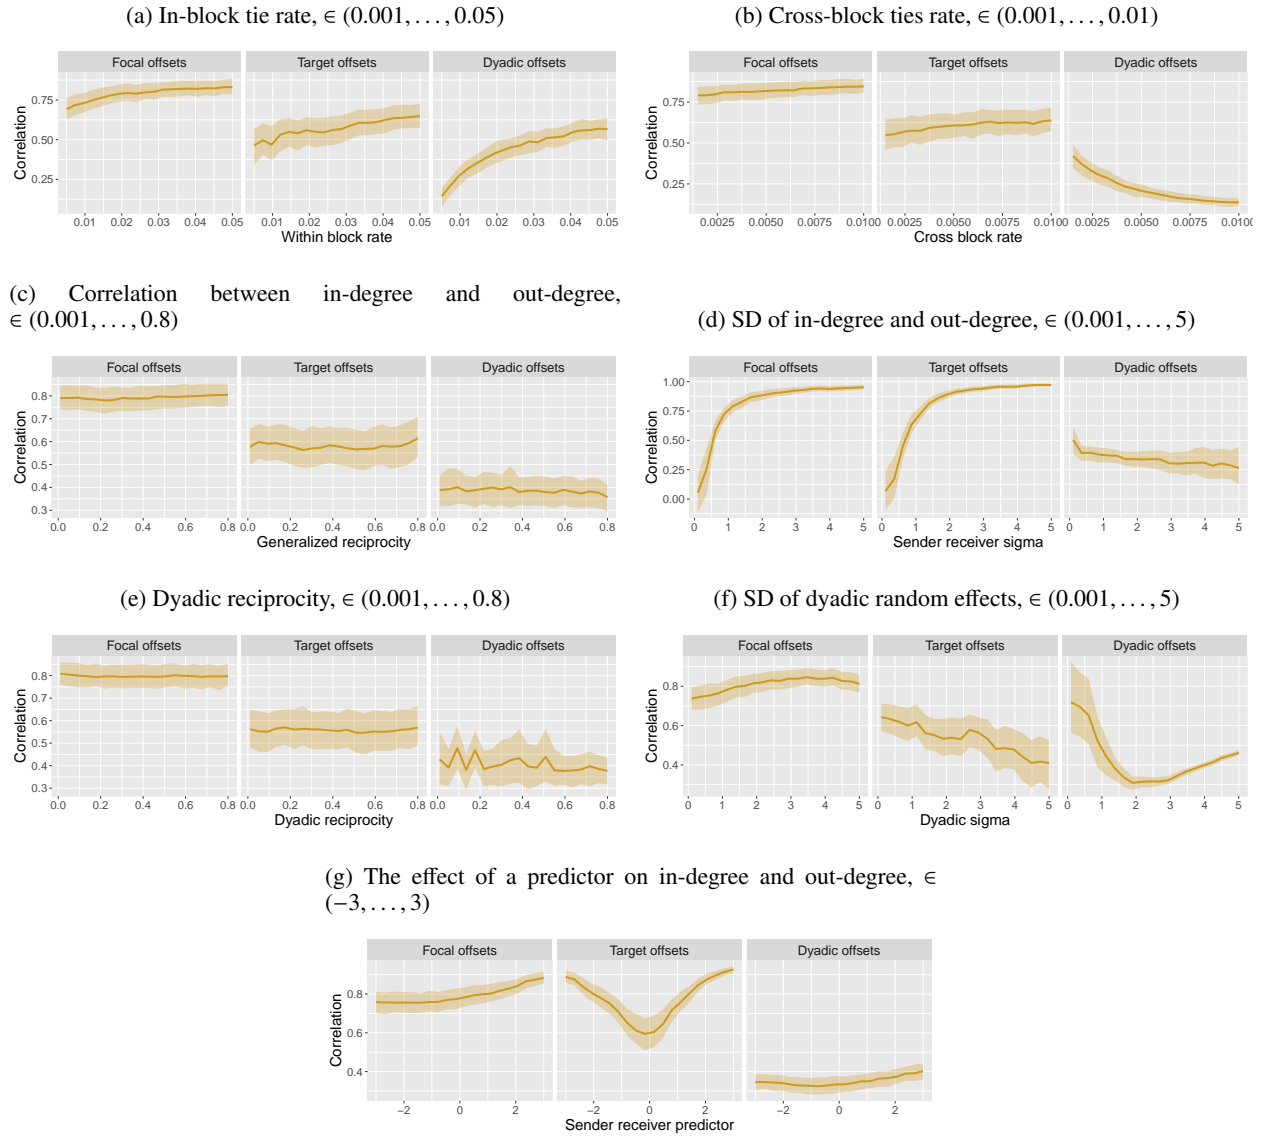 (a) In-block tie rate, ∈ (0.001, . . . , 0.05)
Focal offsets Target offsets Dyadic offsets
Correlation
0.75
0.50
0.25
0.01 0.02 0.03 0.04 0.05 0.01 0.02 0.03 0.04 0.05 0.01 0.02 0.03 0.04 0.05
Within block rate
(b) Cross-block ties rate, ∈ (0.001, . . . , 0.01)
Focal offsets Target offsets Dyadic offsets
Correlation
0.75
0.50
0.25
0.0025 0.0050 0.0075 0.0100 0.0025 0.0050 0.0075 0.0100 0.0025 0.0050 0.0075 0.0100
Cross block rate
(c) Correlation between in-degree and out-degree,
∈ (0.001, . . . , 0.8)
Focal offsets Target offsets Dyadic offsets
Correlation
0.8
0.7
0.6
0.5
0.4
0.3
0.0 0.2 0.4 0.6 0.8 0.0 0.2 0.4 0.6 0.8 0.0 0.2 0.4 0.6 0.8
Generalized reciprocity
(d) SD of in-degree and out-degree, ∈ (0.001, . . . , 5)
Focal offsets Target offsets Dyadic offsets
Correlation
1.00
0.75
0.50
0.25
0.00
0 1 2 3 4 5 0 1 2 3 4 5 0 1 2 3 4 5
Sender receiver sigma
(e) Dyadic reciprocity, ∈ (0.001, . . . , 0.8)
Focal offsets Target offsets Dyadic offsets
Correlation
0.8
0.7
0.6
0.5
0.4
0.3
0.0 0.2 0.4 0.6 0.8 0.0 0.2 0.4 0.6 0.8 0.0 0.2 0.4 0.6 0.8
Dyadic reciprocity
(f) SD of dyadic random effects, ∈ (0.001, . . . , 5)
Focal offsets Target offsets Dyadic offsets
Correlation
0.8
0.6
0.4
0 1 2 3 4 5 0 1 2 3 4 5 0 1 2 3 4 5
Dyadic sigma
(g) The effect of a predictor on in-degree and out-degree, ∈
(−3, . . . , 3)
Focal offsets Target offsets Dyadic offsets
Correlation
0.8
0.6
0.4
−2 0 2 −2 0 2 −2 0 2
Sender receiver predictor